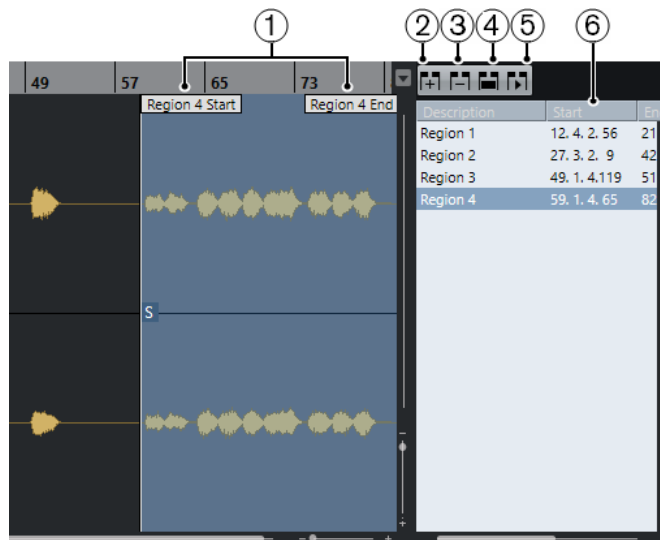 1 2 3 4 5 6
49 57 65 73
Region 4 Start Region 4 End
Description Start En
Region 1 12. 4. 2. 56 21
Region 2 27. 3. 2. 9 42
Region 3 49. 1. 4.119 51
Region 4 59. 1. 4. 65 82
S